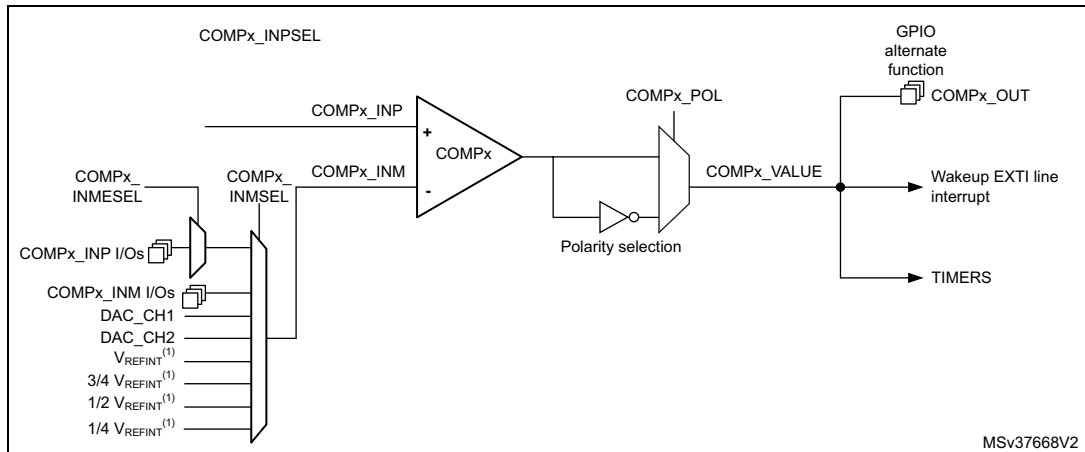 COMPx_INPSEL
GPIO
alternate
function
COMPx_POL
COMPx_OUT
COMPx_INP
+
COMPx
COMPx_INM
-
COMPx_VALUE
Wakeup EXTI line
interrupt
COMPx_
INMESEL
COMPx_
INMSEL
Polarity selection
COMPx_INP I/Os
COMPx_INM I/Os
TIMERS
DAC_CH1
DAC_CH2
VREFINT(1)
3/4 VREFINT(1)
1/2 VREFINT(1)
1/4 VREFINT(1)
MSv37668V2